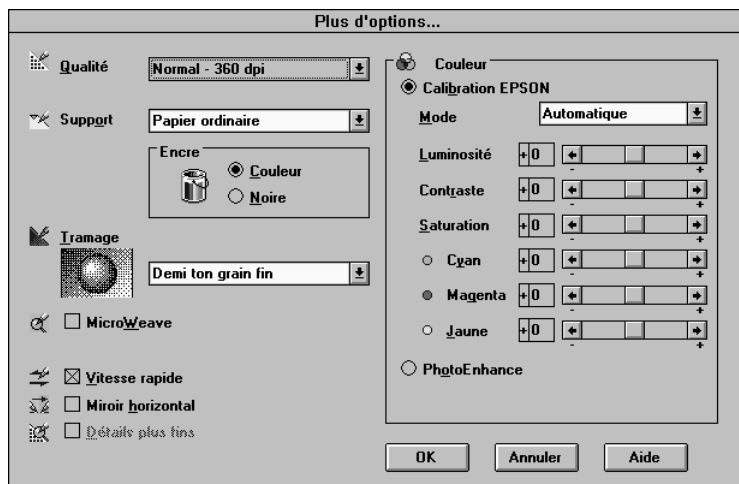 Plus d'options...
Qualité
Normal - 360 dpi
Support
Papier ordinaire
Encre
Couleur
Noire
Tramage
Demi ton grain fin
MicroWeave
Vitesse rapide
Miroir horizontal
Détails plus fins
Couleur
Calibration EPSON
Mode
Automatique
Luminosité +0
- +
Contraste +0
- +
Saturation +0
- +
Cyan +0
- +
Magenta +0
- +
Jaune +0
- +
PhotoEnhance
OK Annuler Aide